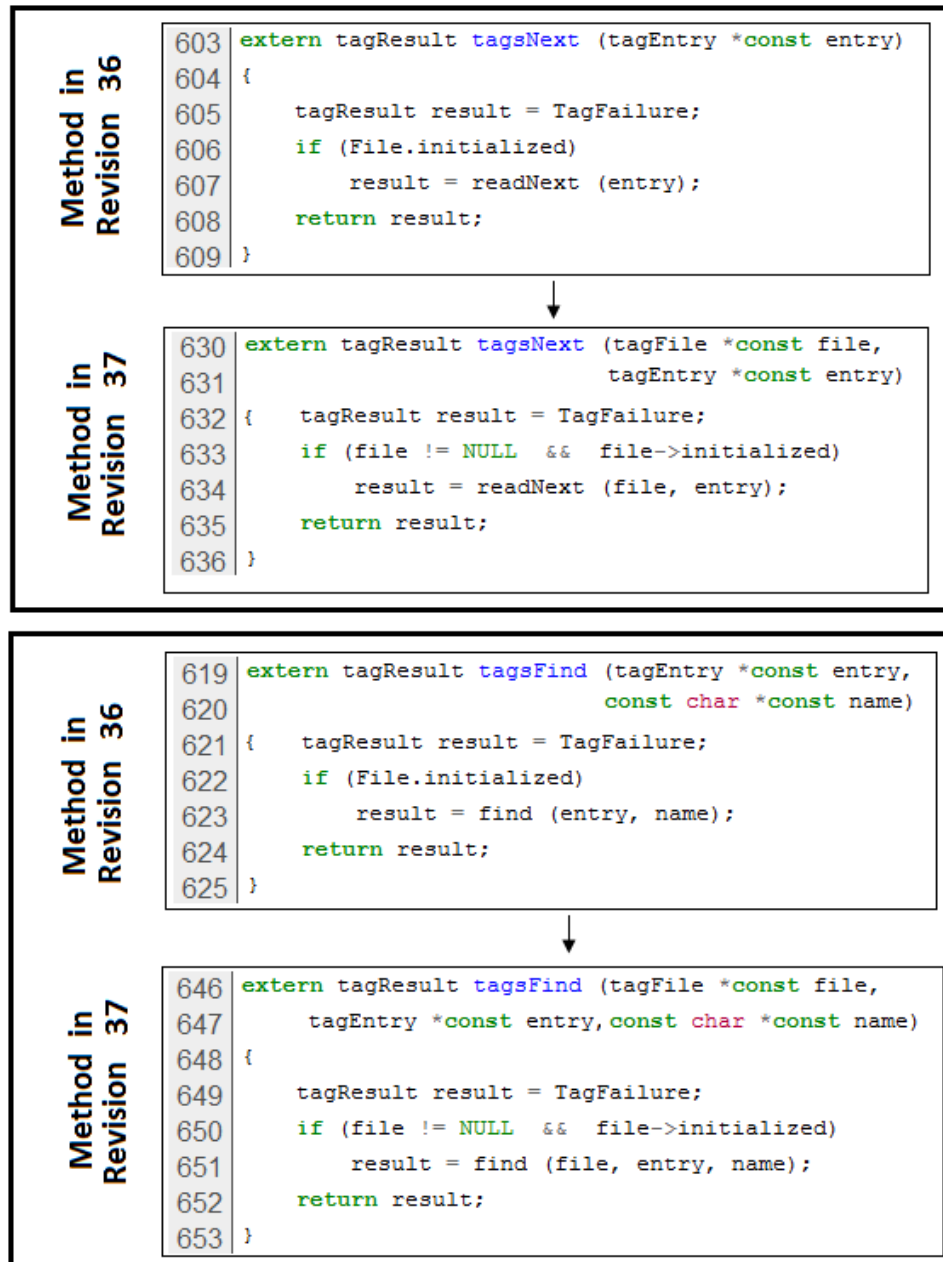 Method in
Revision 36
603 extern tagResult tagsNext (tagEntry *const entry)
604 {
605 tagResult result = TagFailure;
606 if (File.initialized)
607 result = readNext (entry);
608 return result;
609 }
Method in
Revision 37
630 extern tagResult tagsNext (tagFile *const file,
631 tagEntry *const entry)
632 { tagResult result = TagFailure;
633 if (file != NULL && file->initialized)
634 result = readNext (file, entry);
635 return result;
636 }
Method in
Revision 36
619 extern tagResult tagsFind (tagEntry *const entry,
620 const char *const name)
621 { tagResult result = TagFailure;
622 if (File.initialized)
623 result = find (entry, name);
624 return result;
625 }
Method in
Revision 37
646 extern tagResult tagsFind (tagFile *const file,
647 tagEntry *const entry, const char *const name)
648 {
649 tagResult result = TagFailure;
650 if (file != NULL && file->initialized)
651 result = find (file, entry, name);
652 return result;
653 }